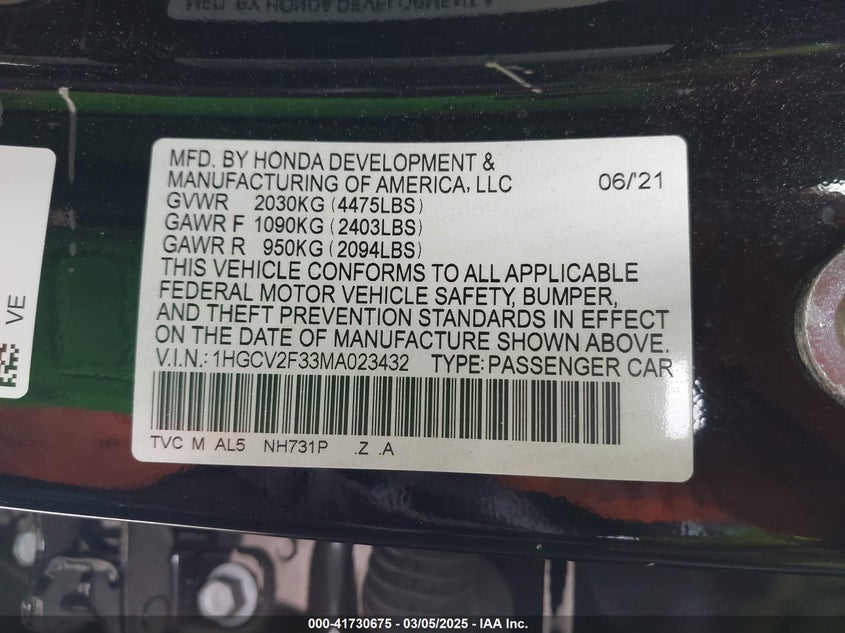 MFD. BY HONDA DEVELOPMENT &
MANUFACTURING OF AMERICA, LLC 06/'21
GVWR 2030KG (4475LBS)
GAWR F 1090KG (2403LBS)
GAWR R 950KG (2094LBS)
THIS VEHICLE CONFORMS TO ALL APPLICABLE
FEDERAL MOTOR VEHICLE SAFETY, BUMPER,
AND THEFT PREVENTION STANDARDS IN EFFECT
ON THE DATE OF MANUFACTURE SHOWN ABOVE.
V.I.N.: 1HGCV2F33MA023432 TYPE: PASSENGER CAR
TVC M AL5 NH731P .Z .A
VE
000-41730675 — 03/05/2025 — IAA Inc.